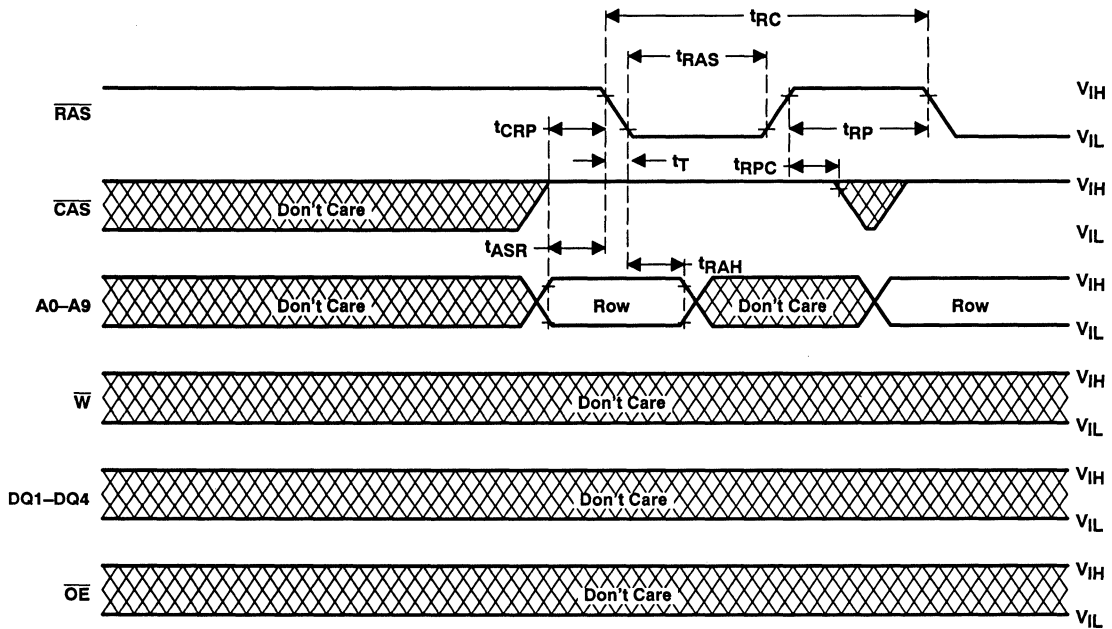 tRC
tRAS
RAS
VIH
VIL
tCRP
tRP
tT
tRPC
CAS
Don't Care
VIH
VIL
tASR
tRAH
A0–A9
Don't Care
Row
Don't Care
Row
VIH
VIL
W
Don't Care
VIH
VIL
DQ1–DQ4
Don't Care
VIH
VIL
OE
Don't Care
VIH
VIL